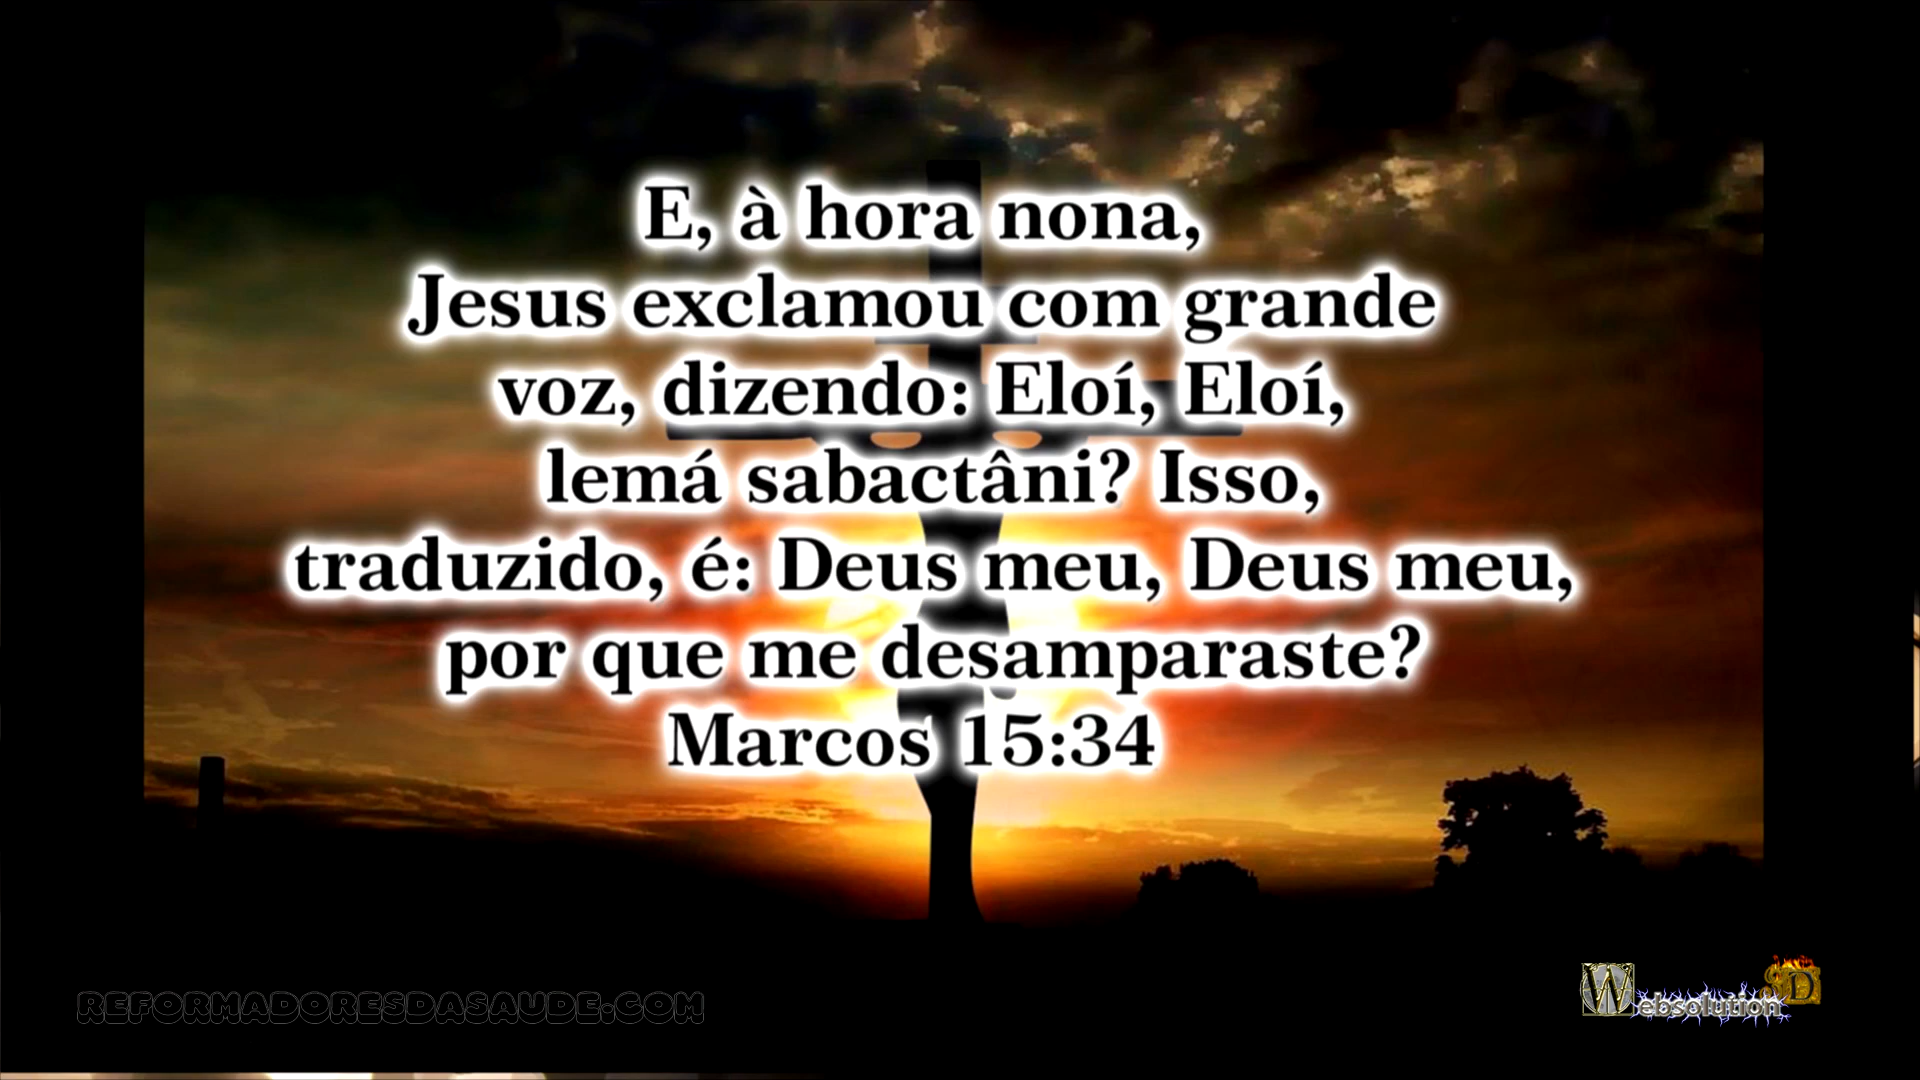 E, à hora nona,
Jesus exclamou com grande
voz, dizendo: Eloí, Eloí,
lemá sabactâni? Isso,
traduzido, é: Deus meu, Deus meu,
por que me desamparaste?
Marcos 15:34
REFORMADORESDASAUDE.COM
Websolution SD